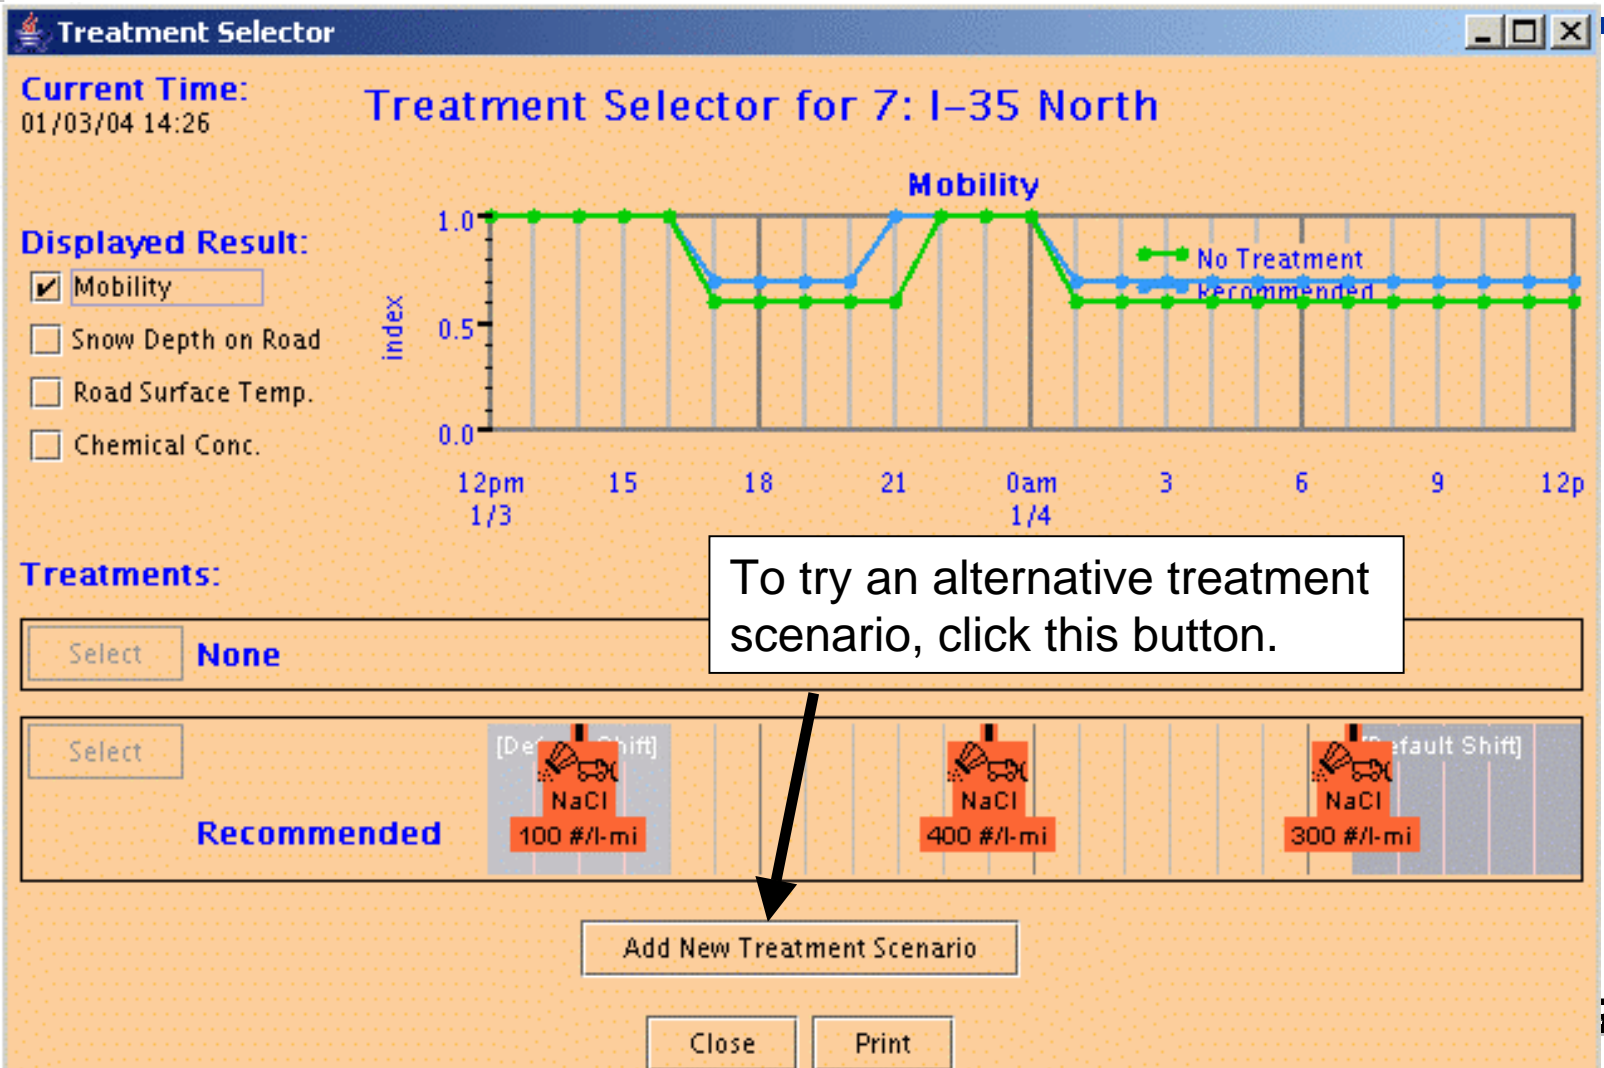 Treatment Selector
Current Time:
01/03/04 14:26
Treatment Selector for 7: I-35 North
Mobility
Displayed Result:
Mobility
Snow Depth on Road
Road Surface Temp.
Chemical Conc.
index
1.0
0.5
0.0
No Treatment
Recommended
12pm 15 18 21 0am 3 6 9 12p
1/3 1/4
Treatments:
To try an alternative treatment
scenario, click this button.
Select None
Select
[De hift] efault Shift]
NaCl NaCl NaCl
Recommended 100 #/l-mi 400 #/l-mi 300 #/l-mi
Add New Treatment Scenario
Close Print